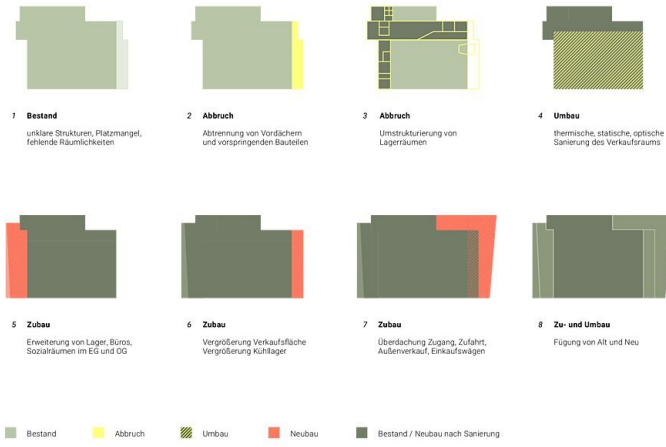 1 Bestand
unklare Strukturen, Platzmangel,
fehlende Räumlichkeiten
2 Abbruch
Abtrennung von Vordächern
und vorspringenden Bauteilen
3 Abbruch
Umstrukturierung von
Lagerräumen
4 Umbau
thermische, statische, optische
Sanierung des Verkaufsraums
5 Zubau
Erweiterung von Lager, Büros,
Sozialräumen im EG und OG
6 Zubau
Vergrößerung Verkaufsfläche
Vergrößerung Kühllager
7 Zubau
Überdachung Zugang, Zufahrt,
Außenverkauf, Einkaufswägen
8 Zu- und Umbau
Fügung von Alt und Neu
Bestand
Abbruch
Umbau
Neubau
Bestand / Neubau nach Sanierung